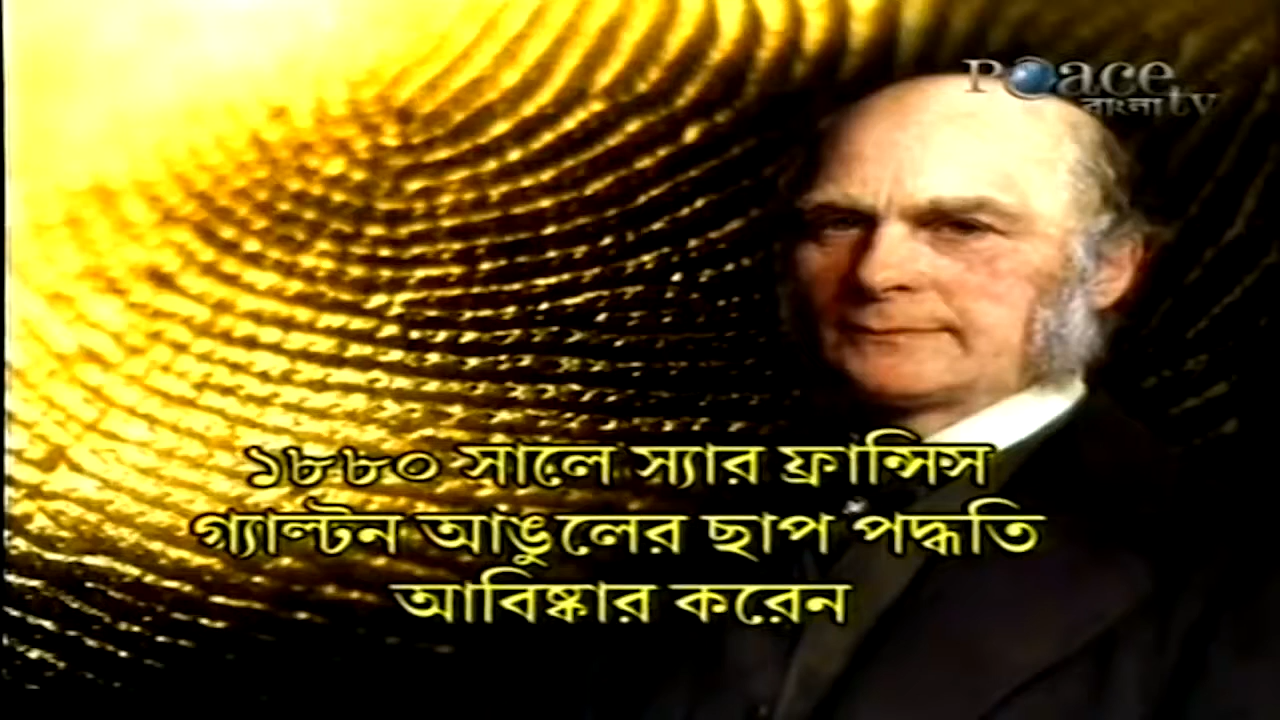 Peace
বাংলা tv
১৮৮০ সালে স্যার ফ্রান্সিস
গ্যাল্টন আঙুলের ছাপ পদ্ধতি
আবিষ্কার করেন